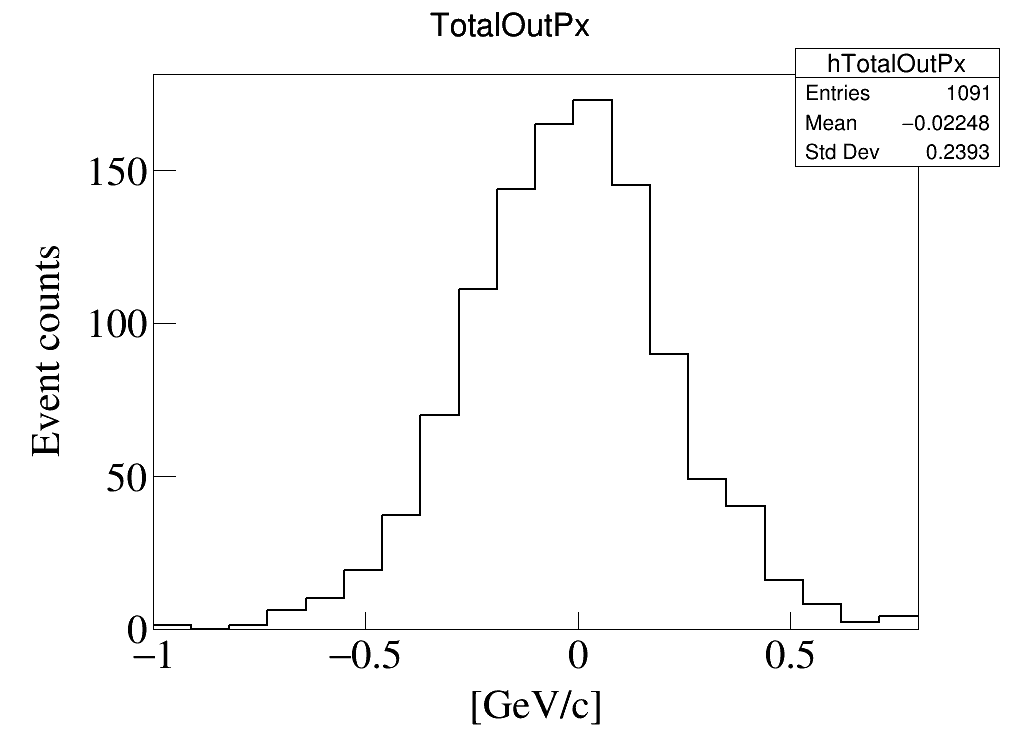 TotalOutPx
hTotalOutPx
Entries 1091
Mean −0.02248
Std Dev 0.2393
150
100
50
0
Event counts
−1 −0.5 0 0.5
[GeV/c]